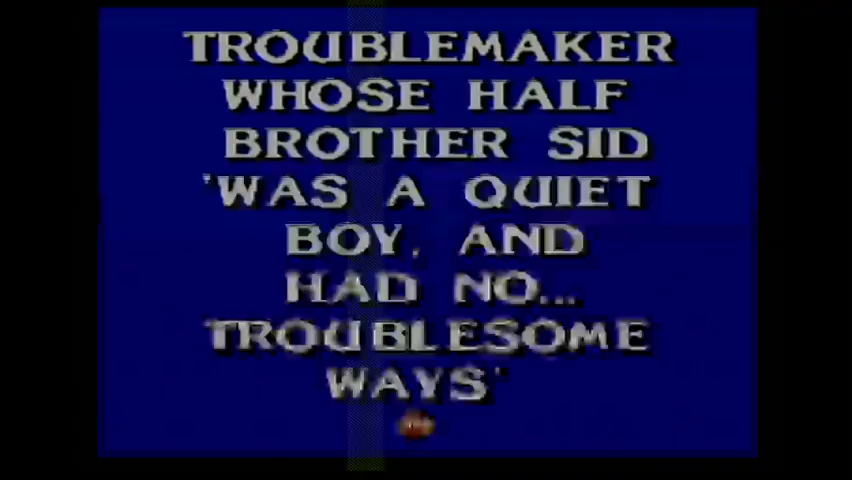 TROUBLEMAKER
WHOSE HALF
BROTHER SID
'WAS A QUIET
BOY, AND
HAD NO...
TROUBLESOME
WAYS'